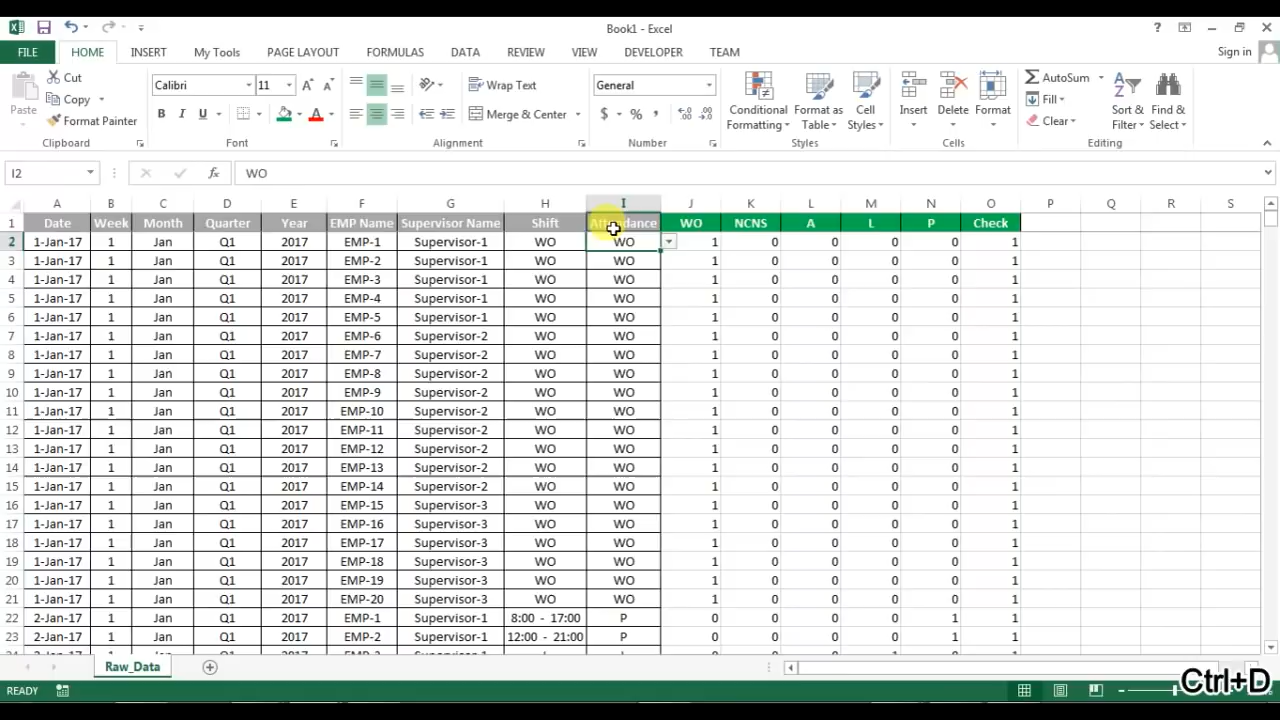 Book1 - Excel
?
FILE HOME INSERT My Tools PAGE LAYOUT FORMULAS DATA REVIEW VIEW DEVELOPER TEAM Sign in
Paste Cut Copy Format Painter
Clipboard
Calibri 11 A A
B I U A
Font
Wrap Text
Merge & Center
Alignment
General
$ % ,
Number
Conditional Formatting Format as Table Cell Styles
Styles
Insert Delete Format
Cells
AutoSum Fill Clear Sort & Filter Find & Select
Editing
I2 fx WO
A B C D E F G H I J K L M N O P Q R S
1 Date Week Month Quarter Year EMP Name Supervisor Name Shift Attendance WO NCNS A L P Check
2 1-Jan-17 1 Jan Q1 2017 EMP-1 Supervisor-1 WO WO 1 0 0 0 0 1
3 1-Jan-17 1 Jan Q1 2017 EMP-2 Supervisor-1 WO WO 1 0 0 0 0 1
4 1-Jan-17 1 Jan Q1 2017 EMP-3 Supervisor-1 WO WO 1 0 0 0 0 1
5 1-Jan-17 1 Jan Q1 2017 EMP-4 Supervisor-1 WO WO 1 0 0 0 0 1
6 1-Jan-17 1 Jan Q1 2017 EMP-5 Supervisor-1 WO WO 1 0 0 0 0 1
7 1-Jan-17 1 Jan Q1 2017 EMP-6 Supervisor-2 WO WO 1 0 0 0 0 1
8 1-Jan-17 1 Jan Q1 2017 EMP-7 Supervisor-2 WO WO 1 0 0 0 0 1
9 1-Jan-17 1 Jan Q1 2017 EMP-8 Supervisor-2 WO WO 1 0 0 0 0 1
10 1-Jan-17 1 Jan Q1 2017 EMP-9 Supervisor-2 WO WO 1 0 0 0 0 1
11 1-Jan-17 1 Jan Q1 2017 EMP-10 Supervisor-2 WO WO 1 0 0 0 0 1
12 1-Jan-17 1 Jan Q1 2017 EMP-11 Supervisor-2 WO WO 1 0 0 0 0 1
13 1-Jan-17 1 Jan Q1 2017 EMP-12 Supervisor-2 WO WO 1 0 0 0 0 1
14 1-Jan-17 1 Jan Q1 2017 EMP-13 Supervisor-2 WO WO 1 0 0 0 0 1
15 1-Jan-17 1 Jan Q1 2017 EMP-14 Supervisor-2 WO WO 1 0 0 0 0 1
16 1-Jan-17 1 Jan Q1 2017 EMP-15 Supervisor-3 WO WO 1 0 0 0 0 1
17 1-Jan-17 1 Jan Q1 2017 EMP-16 Supervisor-3 WO WO 1 0 0 0 0 1
18 1-Jan-17 1 Jan Q1 2017 EMP-17 Supervisor-3 WO WO 1 0 0 0 0 1
19 1-Jan-17 1 Jan Q1 2017 EMP-18 Supervisor-3 WO WO 1 0 0 0 0 1
20 1-Jan-17 1 Jan Q1 2017 EMP-19 Supervisor-3 WO WO 1 0 0 0 0 1
21 1-Jan-17 1 Jan Q1 2017 EMP-20 Supervisor-3 WO WO 1 0 0 0 0 1
22 2-Jan-17 1 Jan Q1 2017 EMP-1 Supervisor-1 8:00 - 17:00 P 0 0 0 0 1 1
23 2-Jan-17 1 Jan Q1 2017 EMP-2 Supervisor-1 12:00 - 21:00 P 0 0 0 0 1 1
Raw_Data
READY
Ctrl+D